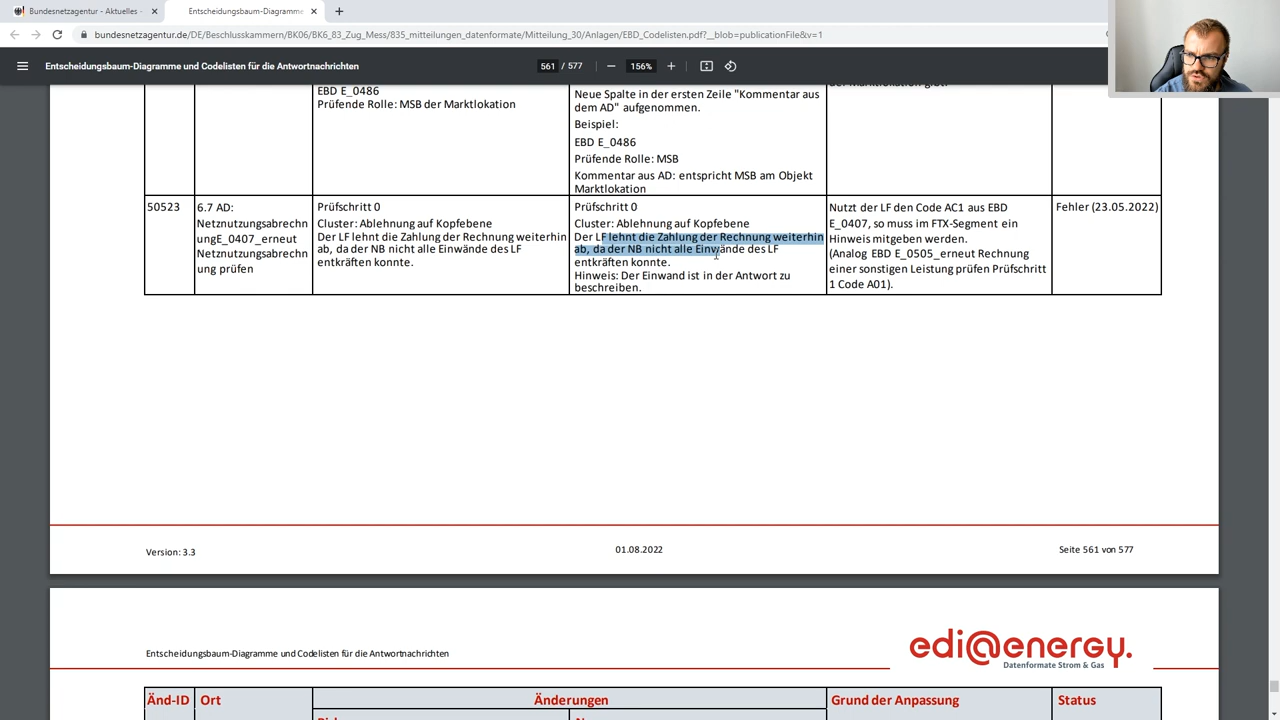 Bundesnetzagentur - Aktuelles -
Entscheidungsbaum-Diagramme
bundesnetzagentur.de/DE/Beschlusskammern/BK06/BK6_83_Zug_Mess/835_mitteilungen_datenformate/Mitteilung_30/Anlagen/EBD_Codelisten.pdf?__blob=publicationFile&v=1
Entscheidungsbaum-Diagramme und Codelisten für die Antwortnachrichten
561 / 577
156%
EBD E_0486
Prüfende Rolle: MSB der Marktlokation
Neue Spalte in der ersten Zeile "Kommentar aus
dem AD" aufgenommen.
Beispiel:
EBD E_0486
Prüfende Rolle: MSB
Kommentar aus AD: entspricht MSB am Objekt
Marktlokation
der Marktlokation gibt.
50523
6.7 AD:
Netznutzungsabrechn
ungE_0407_erneut
Netznutzungsabrechn
ung prüfen
Prüfschritt 0
Cluster: Ablehnung auf Kopfebene
Der LF lehnt die Zahlung der Rechnung weiterhin
ab, da der NB nicht alle Einwände des LF
entkräften konnte.
Prüfschritt 0
Cluster: Ablehnung auf Kopfebene
Der LF lehnt die Zahlung der Rechnung weiterhin
ab, da der NB nicht alle Einwände des LF
entkräften konnte.
Hinweis: Der Einwand ist in der Antwort zu
beschreiben.
Nutzt der LF den Code AC1 aus EBD
E_0407, so muss im FTX-Segment ein
Hinweis mitgeben werden.
(Analog EBD E_0505_erneut Rechnung
einer sonstigen Leistung prüfen Prüfschritt
1 Code A01).
Fehler (23.05.2022)
Version: 3.3
01.08.2022
Seite 561 von 577
Entscheidungsbaum-Diagramme und Codelisten für die Antwortnachrichten
edi@energy.
Datenformate Strom & Gas
Änd-ID
Ort
Änderungen
Grund der Anpassung
Status